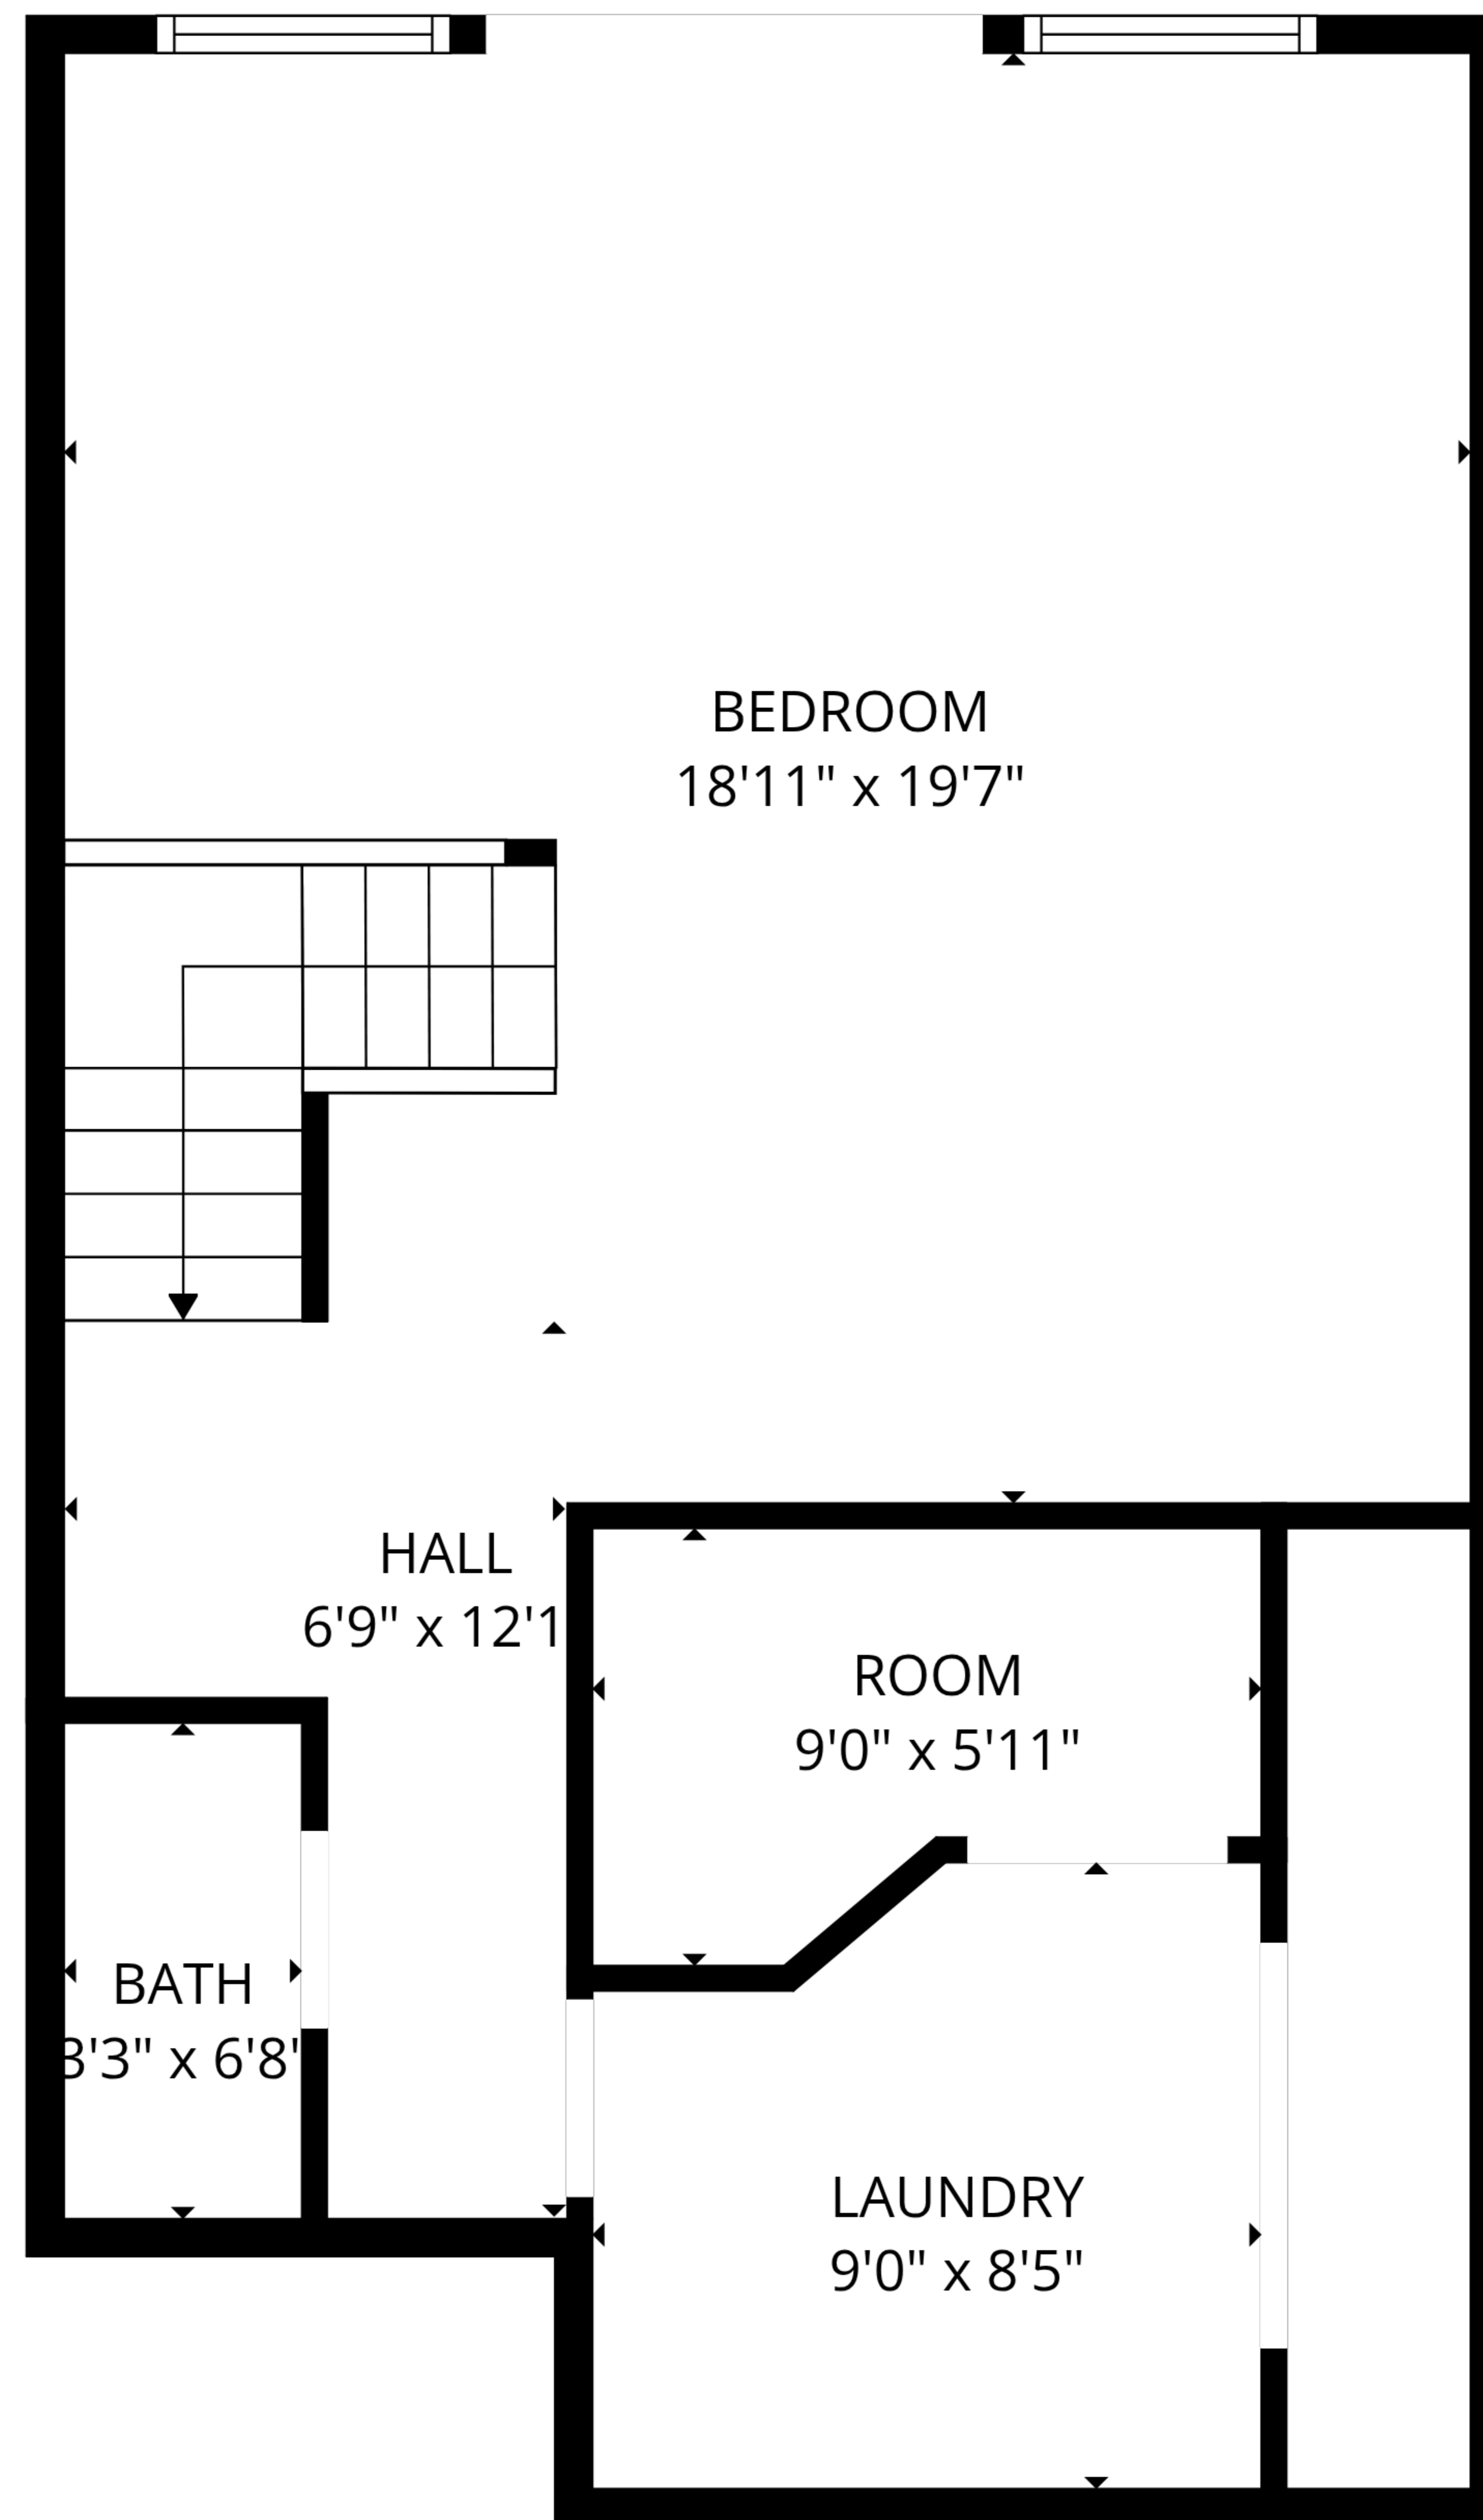 BEDROOM
18'11" x 19'7"
HALL
6'9" x 12'1
ROOM
9'0" x 5'11"
BATH
3'3" x 6'8'
LAUNDRY
9'0" x 8'5"